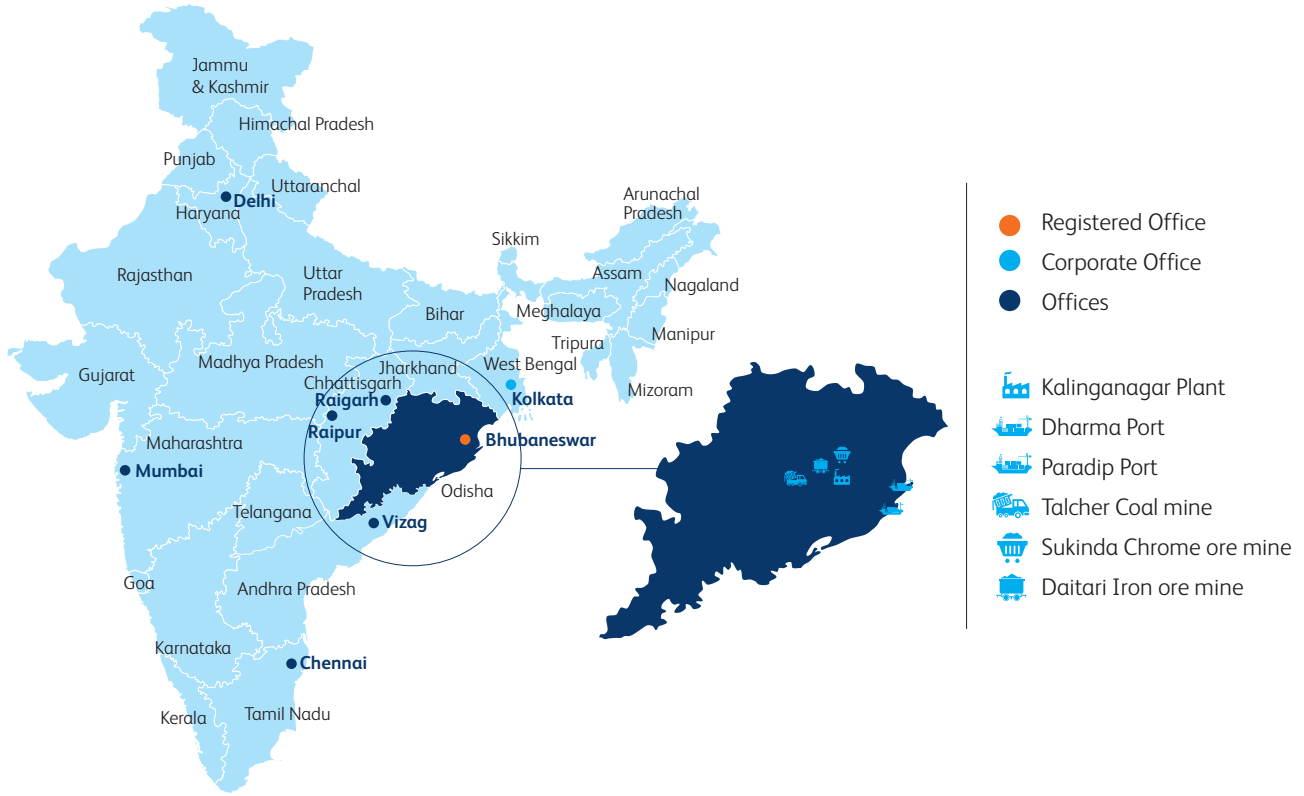 Jammu
& Kashmir
Himachal Pradesh
Punjab
Uttaranchal
Delhi
Haryana
Arunachal
Pradesh
Sikkim
Rajasthan
Uttar
Pradesh
Assam
Nagaland
Bihar
Meghalaya
Manipur
Tripura
Madhya Pradesh
Jharkhand
West Bengal
Gujarat
Chhattisgarh
Mizoram
Raigarh
Kolkata
Raipur
Maharashtra
Bhubaneswar
Mumbai
Odisha
Telangana
Vizag
Goa
Andhra Pradesh
Karnataka
Chennai
Kerala
Tamil Nadu
Registered Office
Corporate Office
Offices
Kalinganagar Plant
Dharma Port
Paradip Port
Talcher Coal mine
Sukinda Chrome ore mine
Daitari Iron ore mine